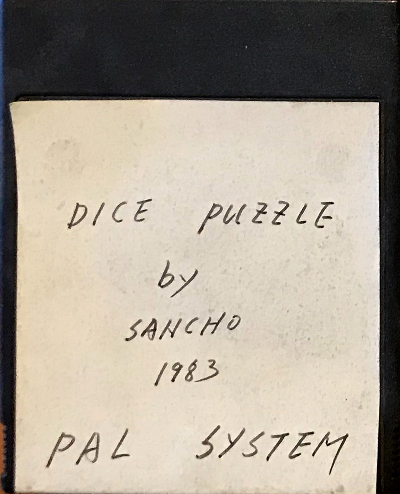 DICE PUZZLE
by
SANCHO
1983
PAL SYSTEM